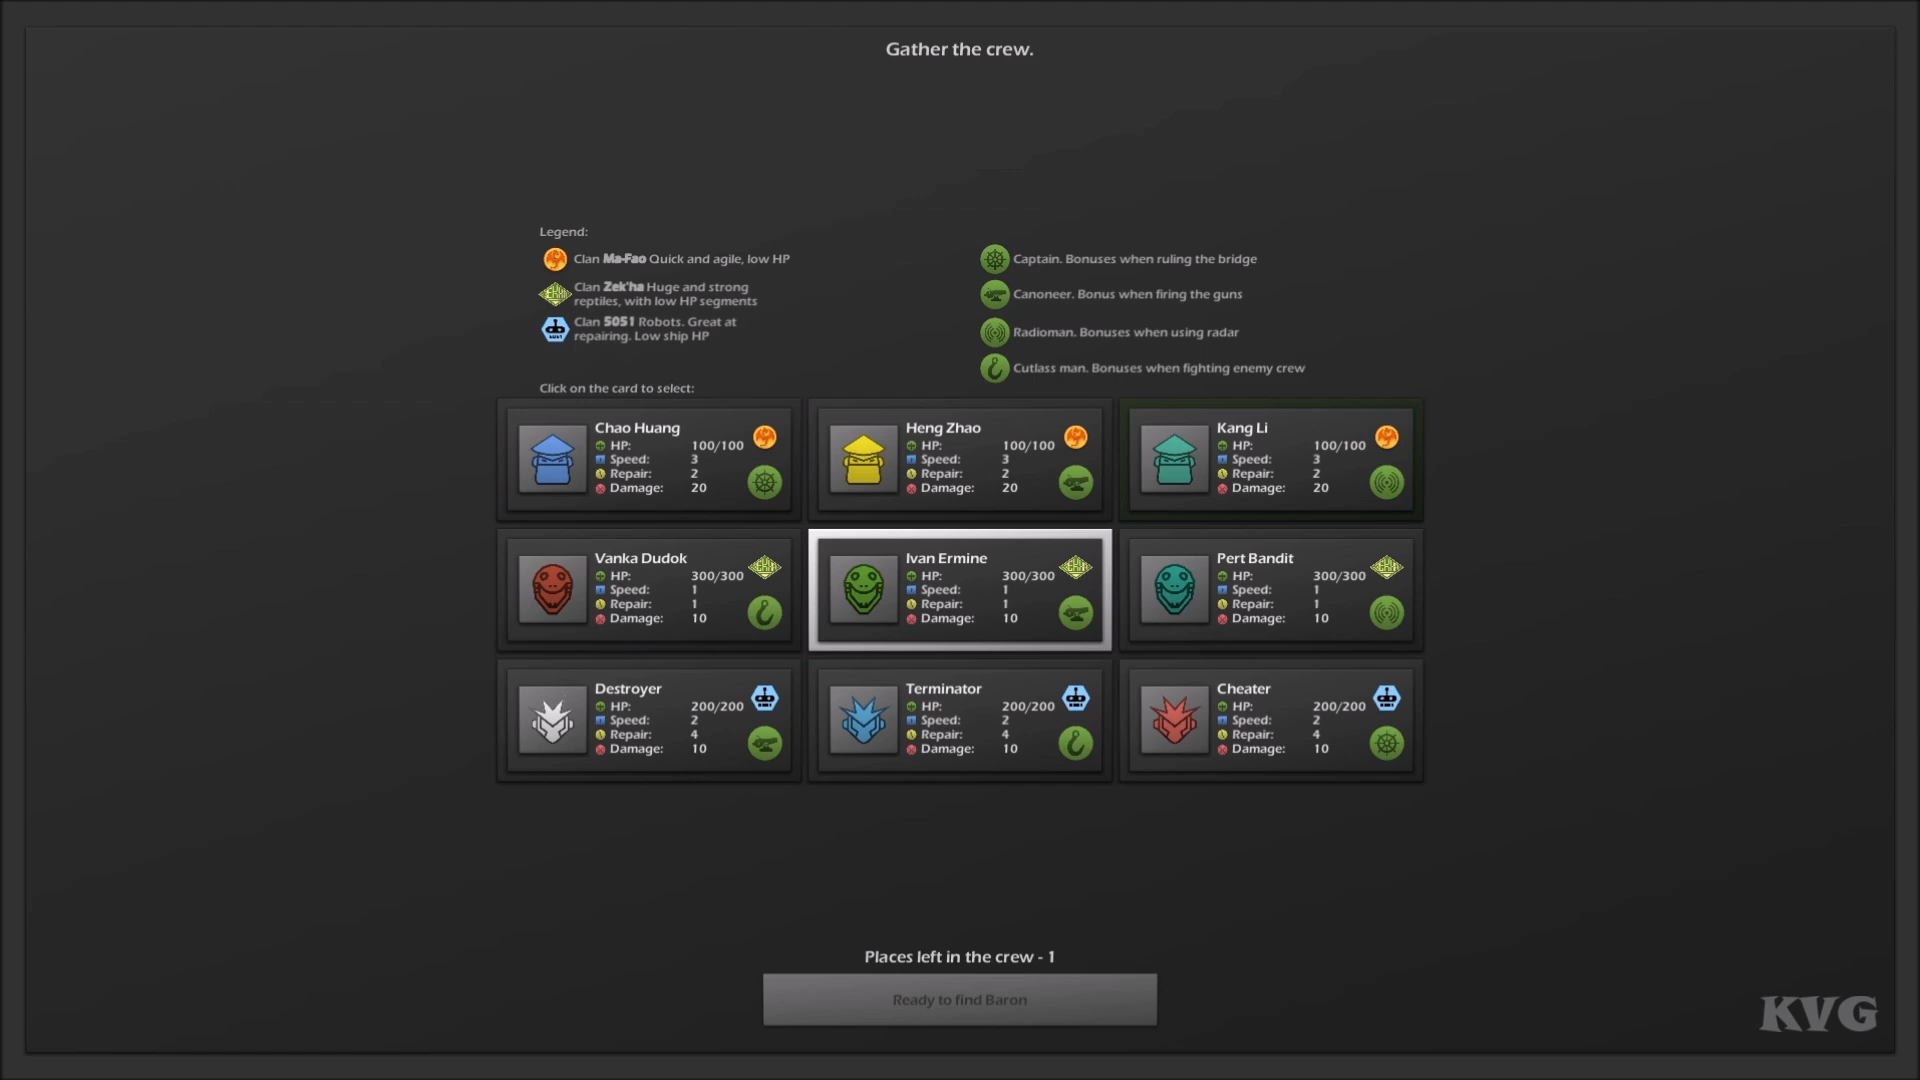 Gather the crew.
Legend:
Clan Ma-Fao Quick and agile, low HP
Clan Zek'ha Huge and strong
reptiles, with low HP segments
Clan 5051 Robots. Great at
repairing. Low ship HP
Captain. Bonuses when ruling the bridge
Canoneer. Bonus when firing the guns
Radioman. Bonuses when using radar
Cutlass man. Bonuses when fighting enemy crew
Click on the card to select:
Chao Huang
HP: 100/100
Speed: 3
Repair: 2
Damage: 20
Heng Zhao
HP: 100/100
Speed: 3
Repair: 2
Damage: 20
Kang Li
HP: 100/100
Speed: 3
Repair: 2
Damage: 20
Vanka Dudok
HP: 300/300
Speed: 1
Repair: 1
Damage: 10
Ivan Ermine
HP: 300/300
Speed: 1
Repair: 1
Damage: 10
Pert Bandit
HP: 300/300
Speed: 1
Repair: 1
Damage: 10
Destroyer
HP: 200/200
Speed: 2
Repair: 4
Damage: 10
Terminator
HP: 200/200
Speed: 2
Repair: 4
Damage: 10
Cheater
HP: 200/200
Speed: 2
Repair: 4
Damage: 10
Places left in the crew - 1
Ready to find Baron
KVG